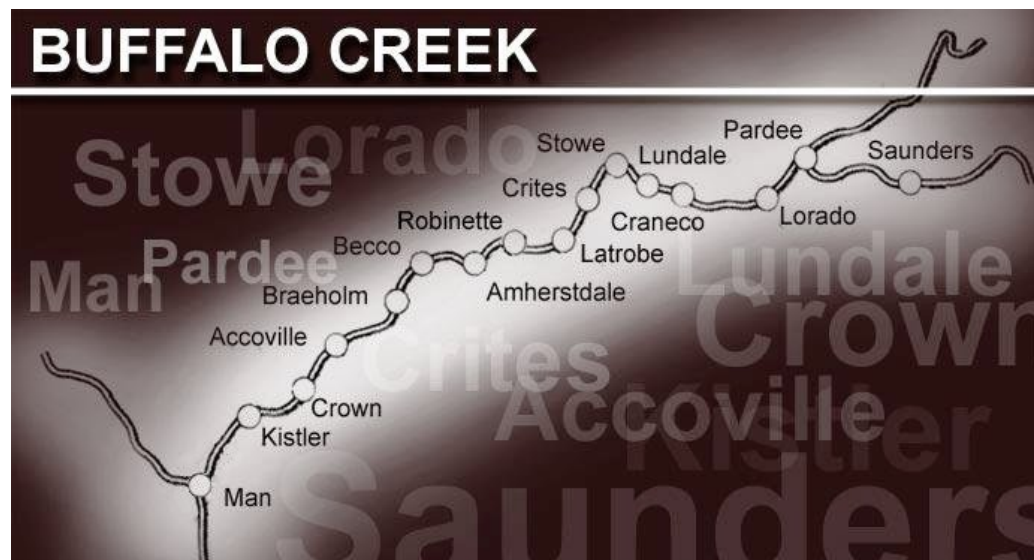 BUFFALO CREEK
Lorado
Stowe
Pardee
Man
Lundale
Crown
Crites
Accoville
Kistler
Saunders
Pardee
Saunders
Stowe
Lundale
Crites
Craneco
Lorado
Robinette
Latrobe
Becco
Amherstdale
Braeholm
Accoville
Crown
Kistler
Man